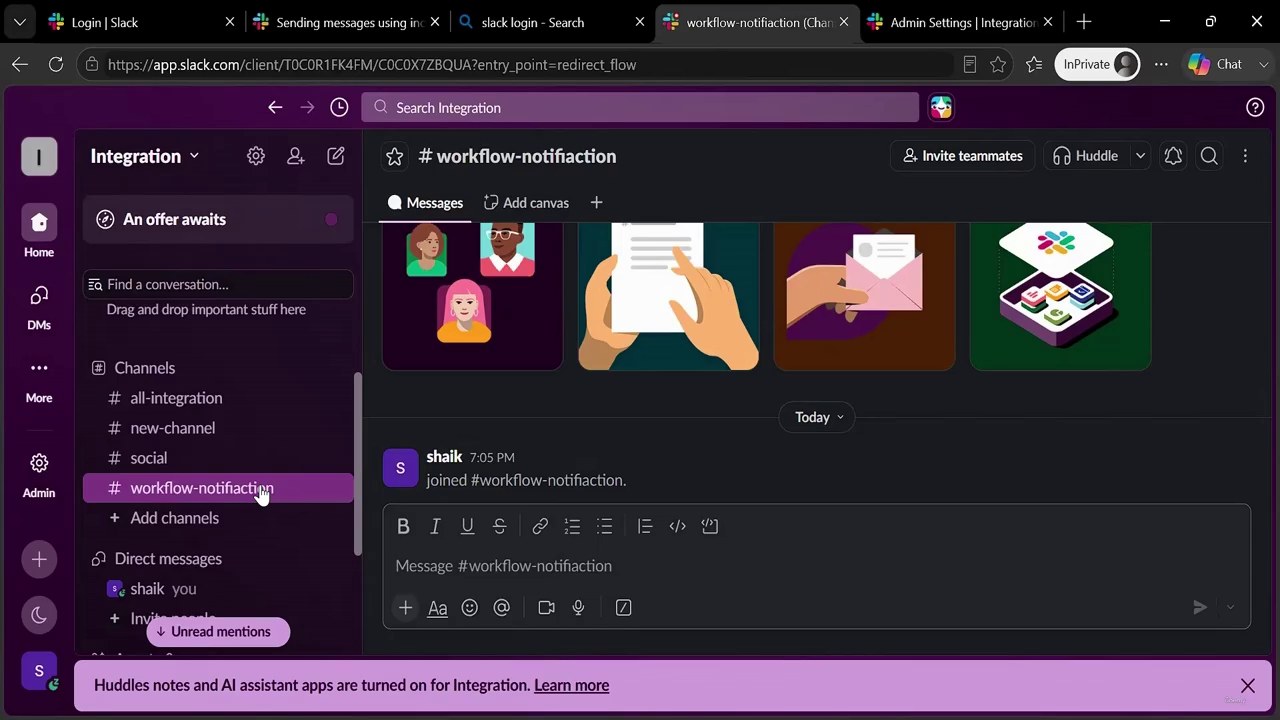 Login | Slack
Sending messages using inc
slack login - Search
workflow-notifiaction (Chan
Admin Settings | Integration
https://app.slack.com/client/T0C0R1FK4FM/C0C0X7ZBQUA?entry_point=redirect_flow
InPrivate
Chat
Search Integration
I
Integration
# workflow-notifiaction
Invite teammates
Huddle
An offer awaits
Messages
Add canvas
Home
Find a conversation...
Drag and drop important stuff here
DMs
Channels
# all-integration
More
Today
# new-channel
# social
shaik 7:05 PM
S
joined #workflow-notifiaction.
# workflow-notifiaction
Admin
+ Add channels
Direct messages
Message #workflow-notifiaction
shaik you
Aa
+ Invite people
Unread mentions
S
Huddles notes and AI assistant apps are turned on for Integration. Learn more